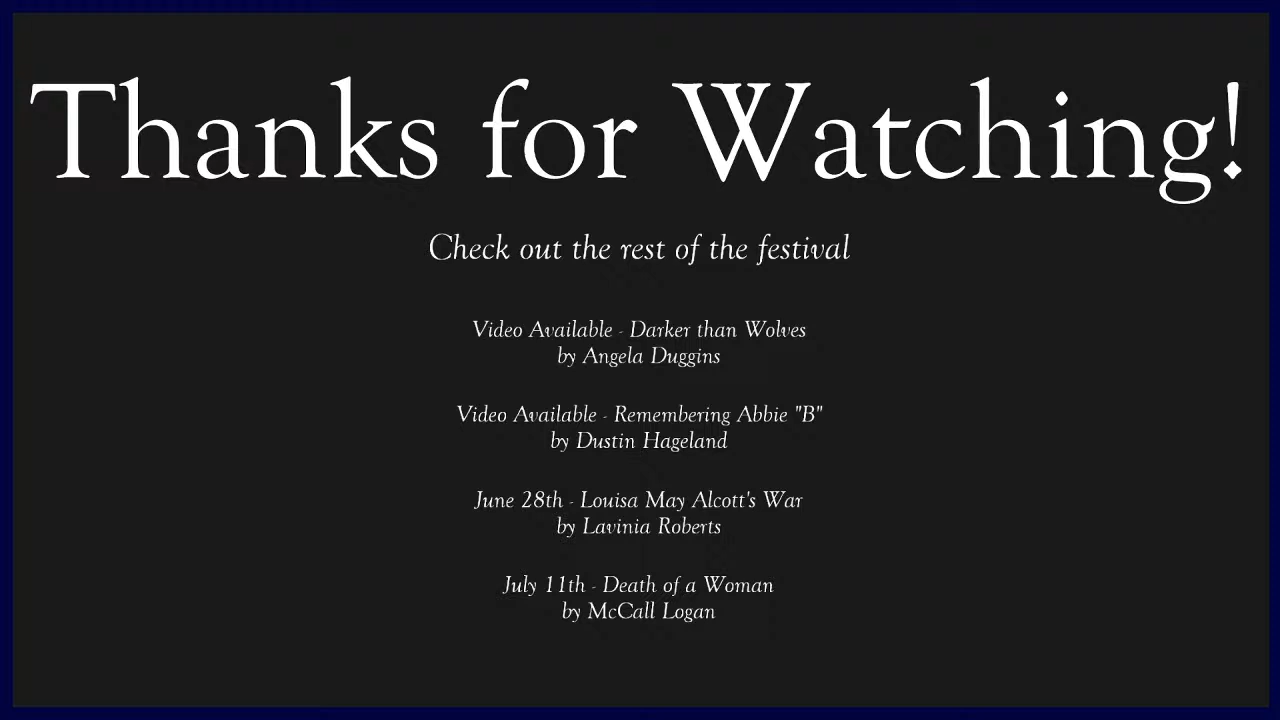 Thanks for Watching!
Check out the rest of the festival
Video Available - Darker than Wolves
by Angela Duggins
Video Available - Remembering Abbie "B"
by Dustin Hageland
June 28th - Louisa May Alcott's War
by Lavinia Roberts
July 11th - Death of a Woman
by McCall Logan